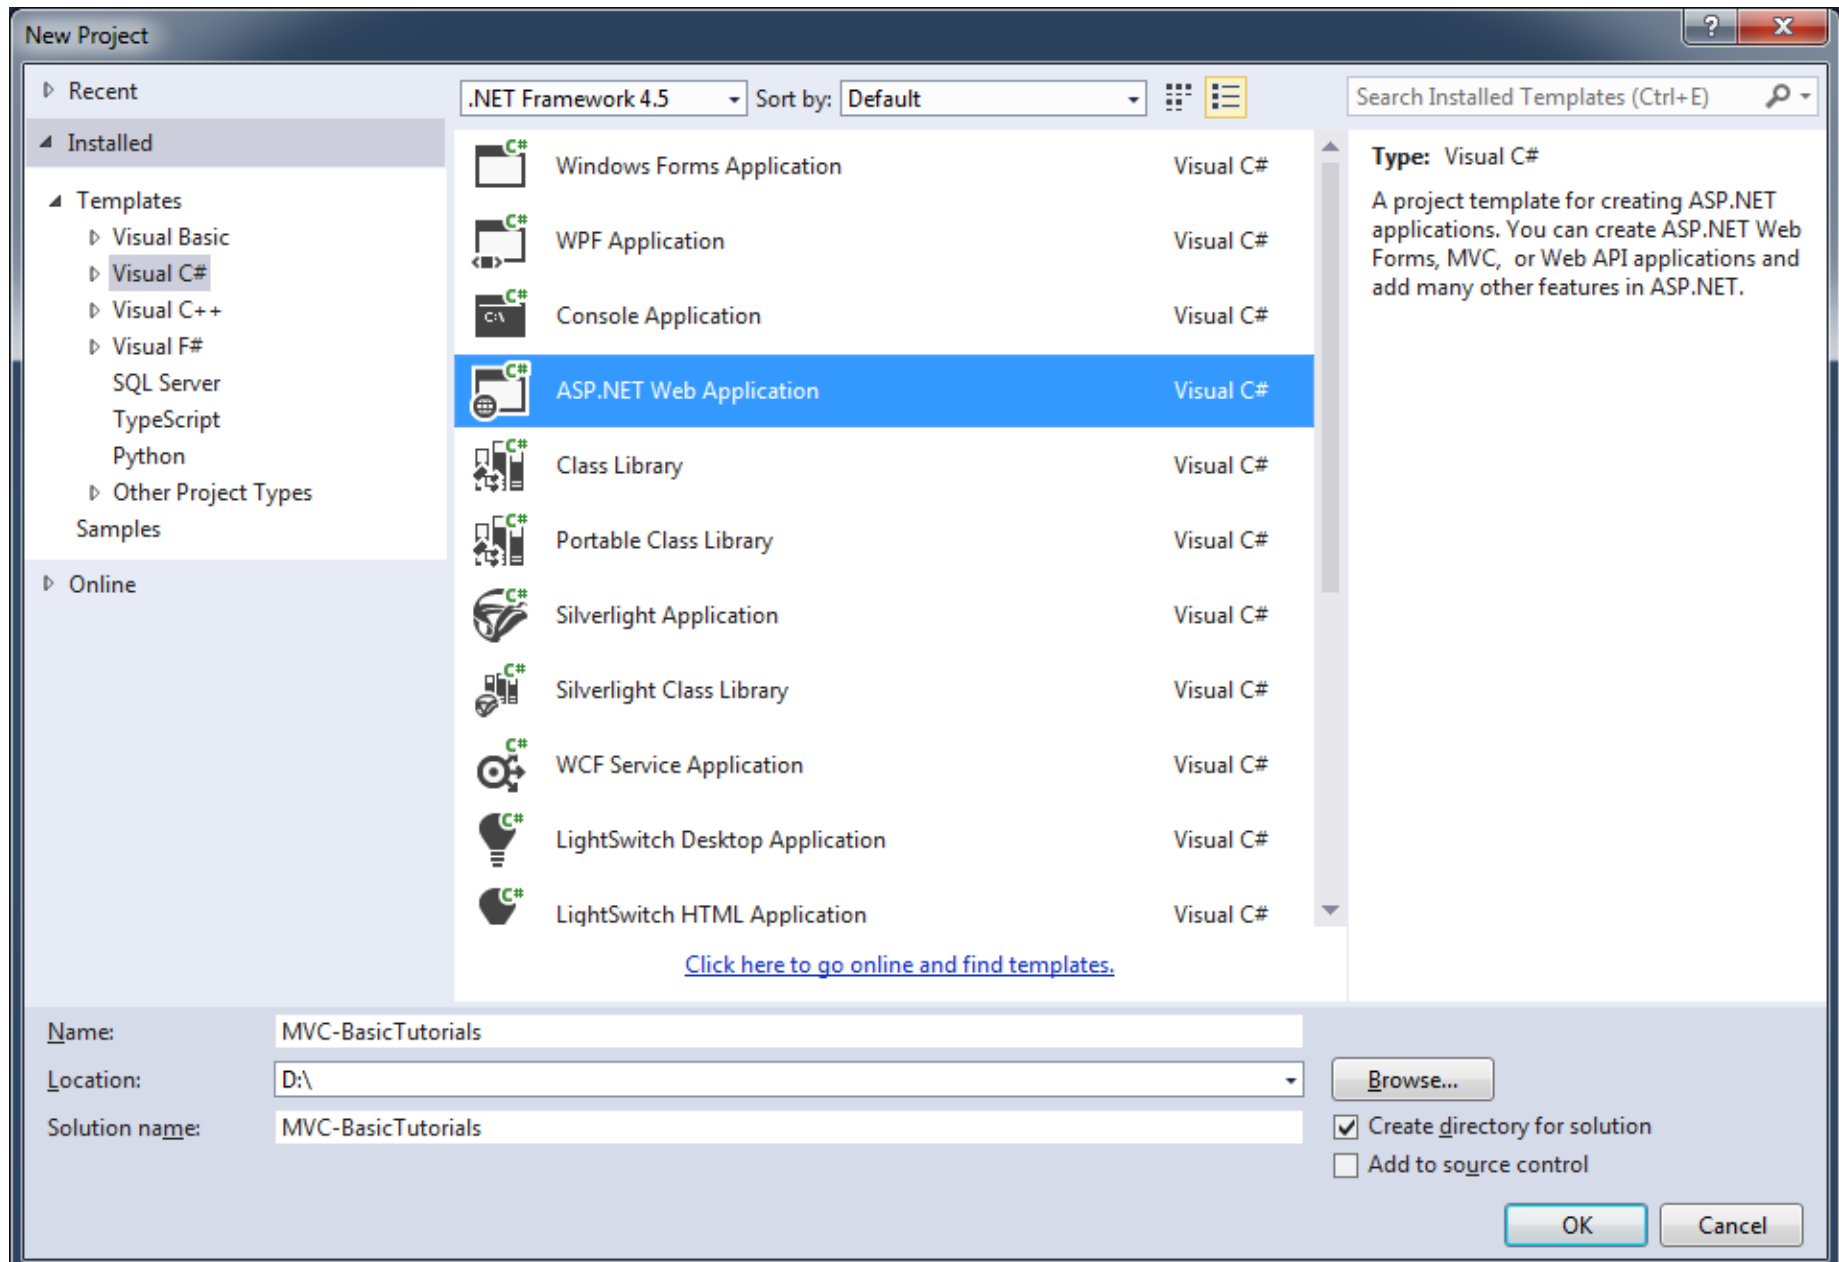 New Project
Recent
Installed
Templates
Visual Basic
Visual C#
Visual C++
Visual F#
SQL Server
TypeScript
Python
Other Project Types
Samples
Online
.NET Framework 4.5 Sort by: Default
Windows Forms Application Visual C#
WPF Application Visual C#
Console Application Visual C#
ASP.NET Web Application Visual C#
Class Library Visual C#
Portable Class Library Visual C#
Silverlight Application Visual C#
Silverlight Class Library Visual C#
WCF Service Application Visual C#
LightSwitch Desktop Application Visual C#
LightSwitch HTML Application Visual C#
Click here to go online and find templates.
Search Installed Templates (Ctrl+E)
Type: Visual C#
A project template for creating ASP.NET
applications. You can create ASP.NET Web
Forms, MVC, or Web API applications and
add many other features in ASP.NET.
Name: MVC-BasicTutorials
Location: D:\
Browse...
Solution name: MVC-BasicTutorials
Create directory for solution
Add to source control
OK Cancel